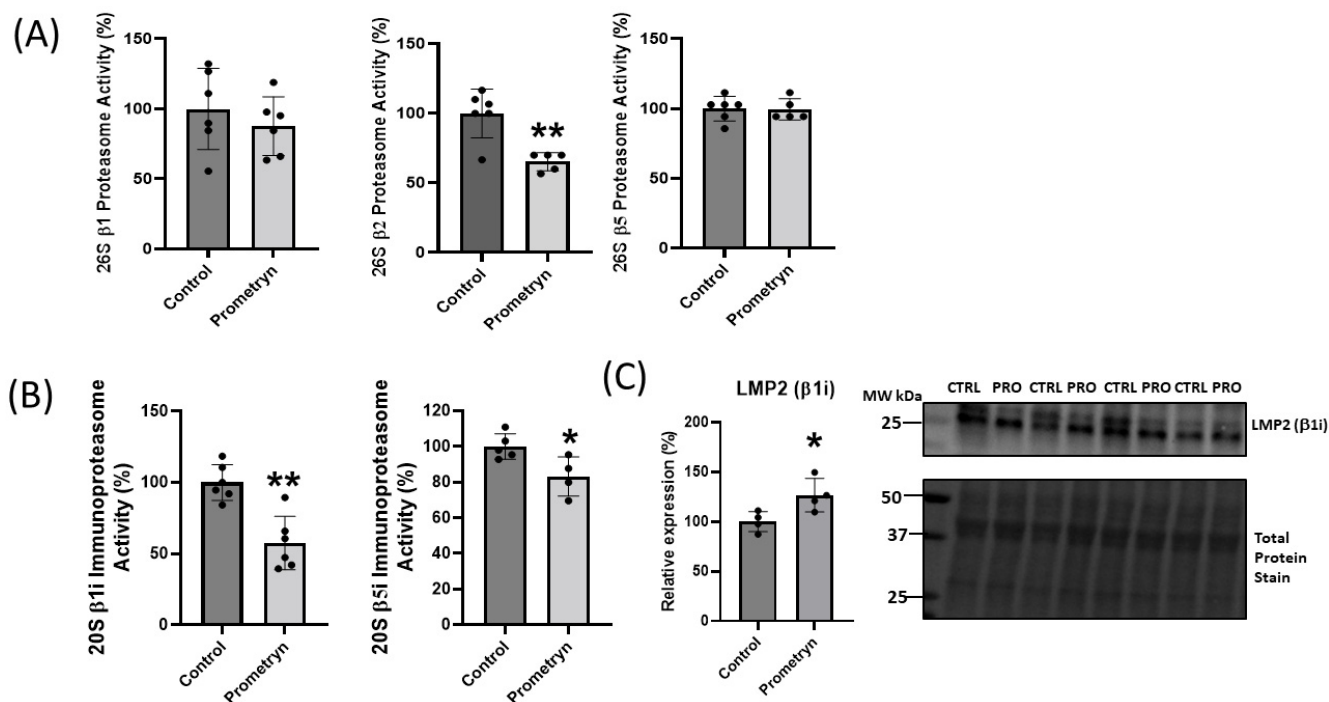 (A)
26S β1 Proteasome Activity (%)
150
100
50
0
Control
Prometryn
26S β2 Proteasome Activity (%)
150
100
50
0
**
Control
Prometryn
26S β5 Proteasome Activity (%)
150
100
50
0
Control
Prometryn
(B)
20S β1i Immunoproteasome
Activity (%)
150
100
50
0
**
Control
Prometryn
20S β5i Immunoproteasome
Activity (%)
120
100
80
60
40
20
0
*
Control
Prometryn
(C)
LMP2 (β1i)
Relative expression (%)
200
150
100
50
0
*
Control
Prometryn
CTRL PRO CTRL PRO CTRL PRO CTRL PRO
MW kDa
25
LMP2 (β1i)
50
37
25
Total
Protein
Stain